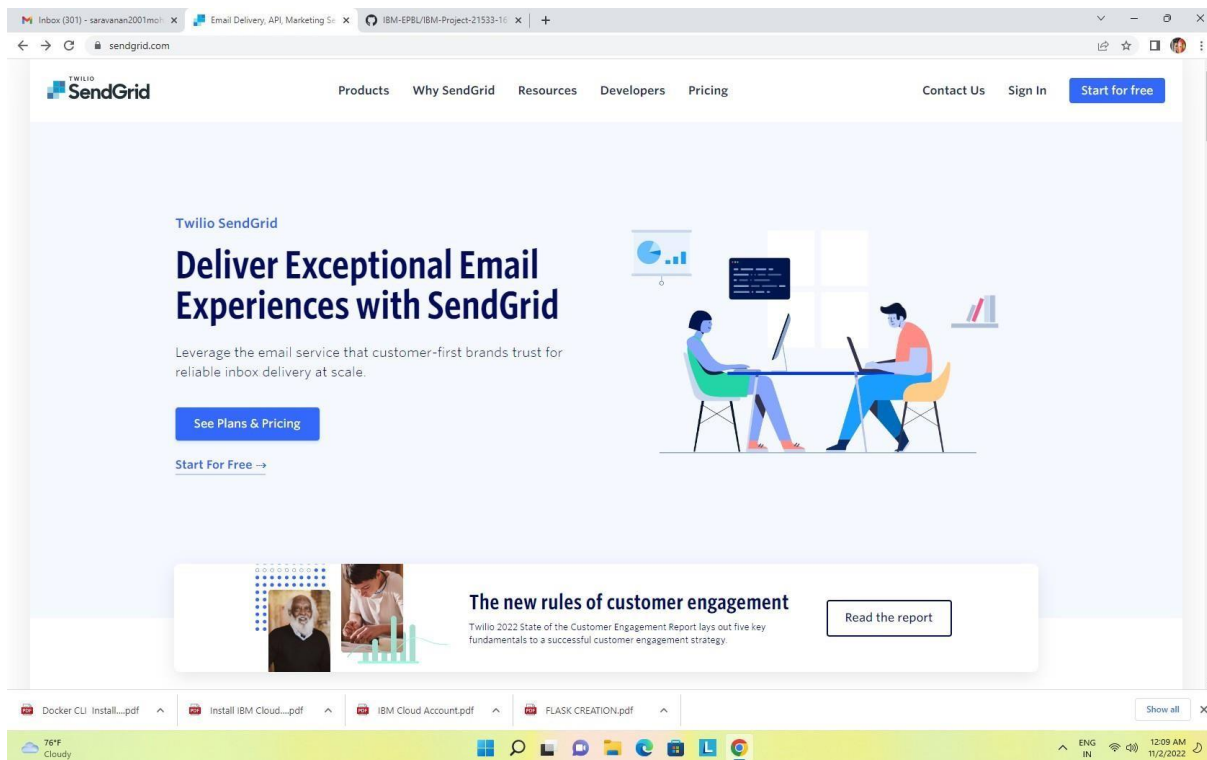 Inbox (301) - saravanan2001moh
Email Delivery, API, Marketing Se
IBM-EPBL/IBM-Project-21533-16
sendgrid.com
TWILIO
SendGrid
Products
Why SendGrid
Resources
Developers
Pricing
Contact Us
Sign In
Start for free
Twilio SendGrid
Deliver Exceptional Email
Experiences with SendGrid
Leverage the email service that customer-first brands trust for
reliable inbox delivery at scale.
See Plans & Pricing
Start For Free →
The new rules of customer engagement
Twilio 2022 State of the Customer Engagement Report lays out five key
fundamentals to a successful customer engagement strategy.
Read the report
Docker CLI Install....pdf
Install IBM Cloud....pdf
IBM Cloud Account.pdf
FLASK CREATION.pdf
Show all
76°F
Cloudy
ENG
IN
12:09 AM
11/2/2022